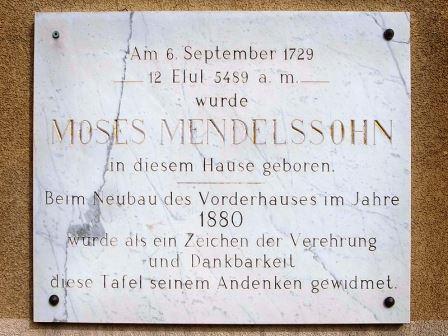 Am 6. September 1729
12 Elul 5489 a. m.
wurde
MOSES MENDELSSOHN
in diesem Hause geboren.
Beim Neubau des Vorderhauses im Jahre
1880
wurde als ein Zeichen der Verehrung
und Dankbarkeit
diese Tafel seinem Andenken gewidmet.